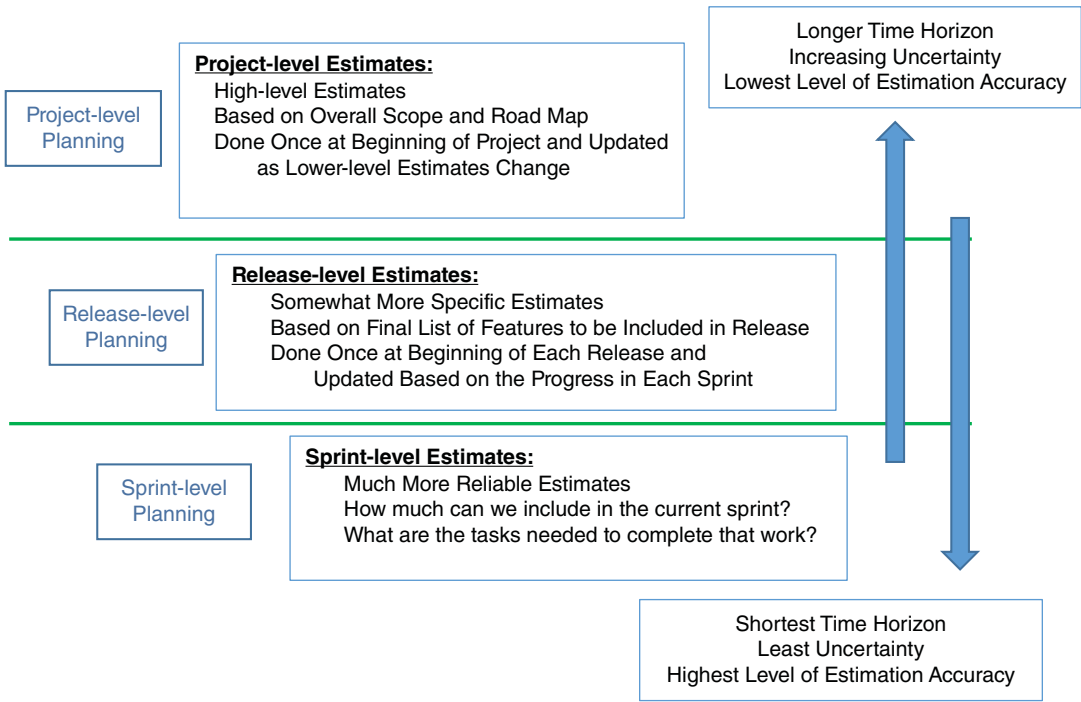 Longer Time Horizon
Increasing Uncertainty
Lowest Level of Estimation Accuracy
Project-level
Planning
Project-level Estimates:
High-level Estimates
Based on Overall Scope and Road Map
Done Once at Beginning of Project and Updated
as Lower-level Estimates Change
Release-level
Planning
Release-level Estimates:
Somewhat More Specific Estimates
Based on Final List of Features to be Included in Release
Done Once at Beginning of Each Release and
Updated Based on the Progress in Each Sprint
Sprint-level
Planning
Sprint-level Estimates:
Much More Reliable Estimates
How much can we include in the current sprint?
What are the tasks needed to complete that work?
Shortest Time Horizon
Least Uncertainty
Highest Level of Estimation Accuracy